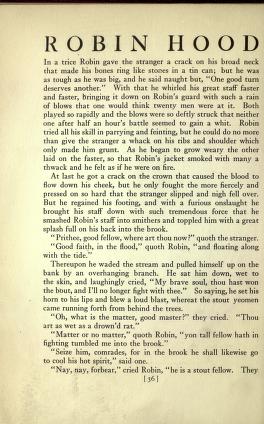 ROBIN HOOD
In a trice Robin gave the stranger a crack on his broad neck
that made his bones ring like stones in a tin can; but he was
as tough as he was big, and he said naught but, "One good turn
deserves another." With that he whirled his great staff faster
and faster, bringing it down on Robin's guard with such a rain
of blows that one would think twenty men were at it. Both
played so rapidly and the blows were so deftly struck that neither
one after half an hour's battle seemed to gain a whit. Robin
tried all his skill in parrying and feinting, but he could do no more
than give the stranger a whack on his ribs and shoulder which
only made him grunt. As he began to grow weary the other
laid on the faster, so that Robin's jacket smoked with many a
thwack and he felt as if he were on fire.
At last he got a crack on the crown that caused the blood to
flow down his cheek, but he only fought the more fiercely and
pressed on so hard that the stranger slipped and nigh fell over.
But he regained his footing, and with a furious onslaught he
brought his staff down with such tremendous force that he
smashed Robin's staff into smithers and toppled him with a great
splash full on his back into the brook.
"Prithee, good fellow, where art thou now?" quoth the stranger.
"Good faith, in the flood," quoth Robin, "and floating along
with the tide."
Thereupon he waded the stream and pulled himself up on the
bank by an overhanging branch. He sat him down, wet to
the skin, and laughingly cried, "My brave soul, thou hast won
the bout, and I'll no longer fight with thee." So saying, he set his
horn to his lips and blew a loud blast, whereat the stout yeomen
came running forth from behind the trees.
"Oh, what is the matter, good master?" they cried. "Thou
art as wet as a drown'd rat."
"Matter or no matter," quoth Robin, "yon tall fellow hath in
fighting tumbled me into the brook."
"Seize him, comrades, for in the brook he shall likewise go
to cool his hot spirit," said one.
"Nay, nay, forbear," cried Robin, "he is a stout fellow. They
[36]